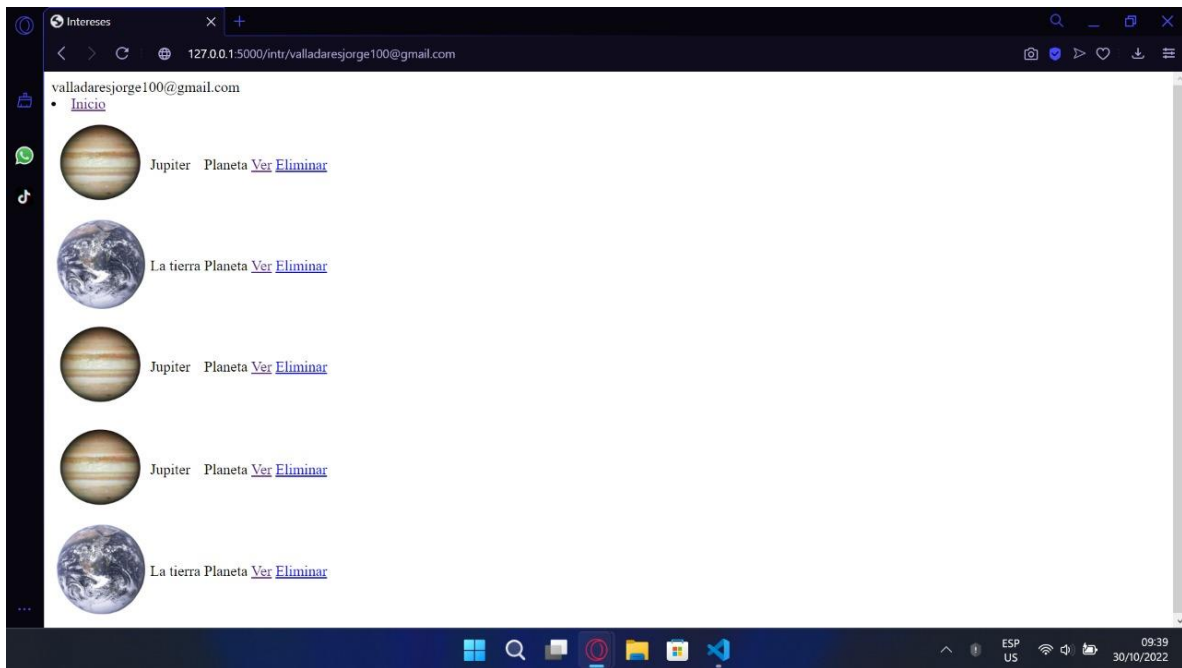 Intereses
127.0.0.1:5000/intr/valladaresjorge100@gmail.com
valladaresjorge100@gmail.com
• Inicio
Jupiter Planeta Ver Eliminar
La tierra Planeta Ver Eliminar
Jupiter Planeta Ver Eliminar
Jupiter Planeta Ver Eliminar
La tierra Planeta Ver Eliminar
ESP 09:39
US 30/10/2022